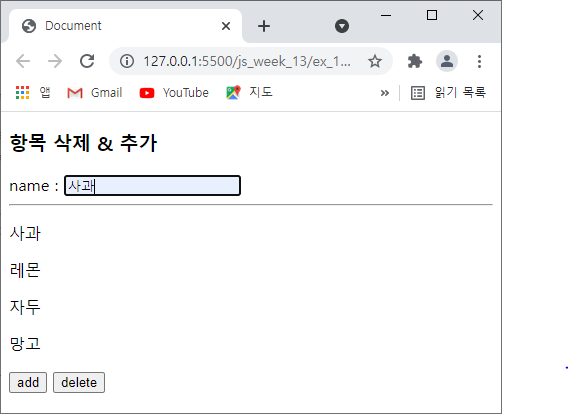 Document
127.0.0.1:5500/js_week_13/ex_1...
앱 Gmail YouTube 지도 » 읽기 목록
항목 삭제 & 추가
name : 사과
사과
레몬
자두
망고
add delete